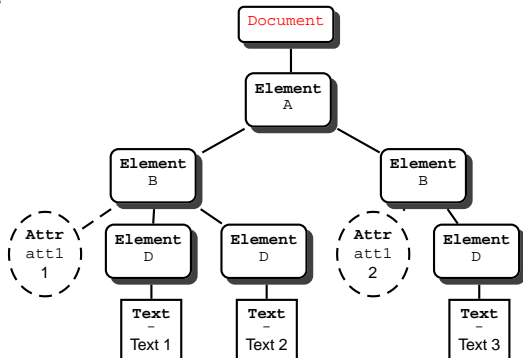 Document
Element
A
Element
B
Element
B
Attr
att1
1
Element
D
Element
D
Attr
att1
2
Element
D
Text
–
Text 1
Text
–
Text 2
Text
–
Text 3